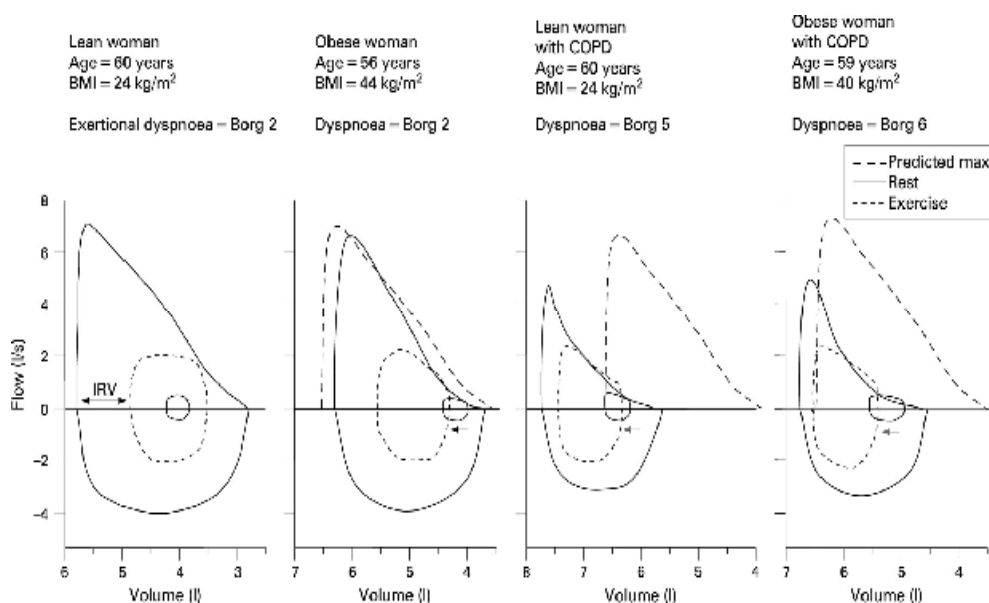 Lean woman
Age = 60 years
BMI = 24 kg/m²
Exertional dyspnoea = Borg 2
Obese woman
Age = 56 years
BMI = 44 kg/m²
Dyspnoea = Borg 2
Lean woman
with COPD
Age = 60 years
BMI = 24 kg/m²
Dyspnoea = Borg 5
Obese woman
with COPD
Age = 59 years
BMI = 40 kg/m²
Dyspnoea = Borg 6
Predicted max
Rest
Exercise
Flow (l/s)
8
6
4
2
0
−2
−4
IRV
6 5 4 3
Volume (l)
7 6 5 4
Volume (l)
8 7 6 5 4
Volume (l)
7 6 5 4
Volume (l)